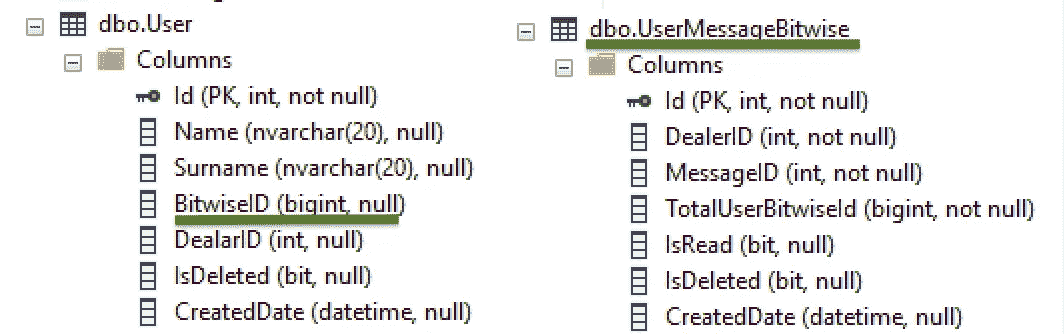 dbo.User
Columns
Id (PK, int, not null)
Name (nvarchar(20), null)
Surname (nvarchar(20), null)
BitwiseID (bigint, null)
DealarID (int, null)
IsDeleted (bit, null)
CreatedDate (datetime, null)
dbo.UserMessageBitwise
Columns
Id (PK, int, not null)
DealerID (int, not null)
MessageID (int, not null)
TotalUserBitwiseId (bigint, not null)
IsRead (bit, null)
IsDeleted (bit, null)
CreatedDate (datetime, null)